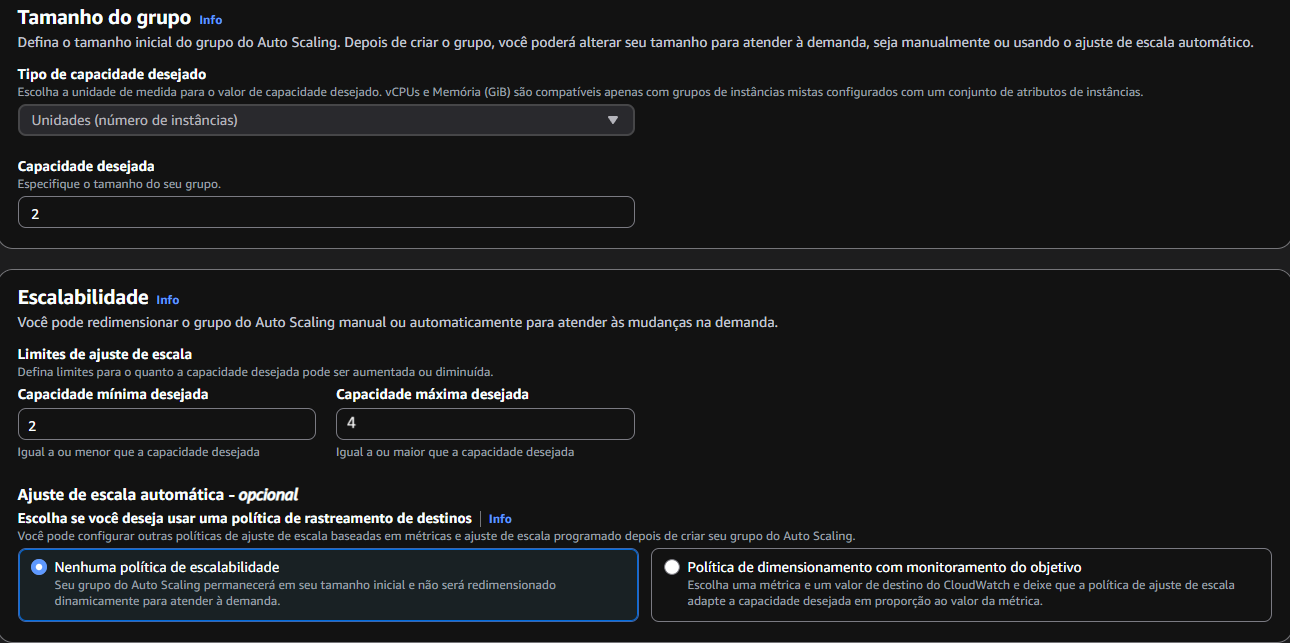 Tamanho do grupo Info
Defina o tamanho inicial do grupo do Auto Scaling. Depois de criar o grupo, você poderá alterar seu tamanho para atender à demanda, seja manualmente ou usando o ajuste de escala automático.
Tipo de capacidade desejado
Escolha a unidade de medida para o valor de capacidade desejado. vCPUs e Memória (GiB) são compatíveis apenas com grupos de instâncias mistas configurados com um conjunto de atributos de instâncias.
Unidades (número de instâncias)
Capacidade desejada
Especifique o tamanho do seu grupo.
2
Escalabilidade Info
Você pode redimensionar o grupo do Auto Scaling manual ou automaticamente para atender às mudanças na demanda.
Limites de ajuste de escala
Defina limites para o quanto a capacidade desejada pode ser aumentada ou diminuída.
Capacidade mínima desejada
2
Igual a ou menor que a capacidade desejada
Capacidade máxima desejada
4
Igual a ou maior que a capacidade desejada
Ajuste de escala automática - opcional
Escolha se você deseja usar uma política de rastreamento de destinos Info
Você pode configurar outras políticas de ajuste de escala baseadas em métricas e ajuste de escala programado depois de criar seu grupo do Auto Scaling.
Nenhuma política de escalabilidade
Seu grupo do Auto Scaling permanecerá em seu tamanho inicial e não será redimensionado
dinamicamente para atender à demanda.
Política de dimensionamento com monitoramento do objetivo
Escolha uma métrica e um valor de destino do CloudWatch e deixe que a política de ajuste de escala
adapte a capacidade desejada em proporção ao valor da métrica.